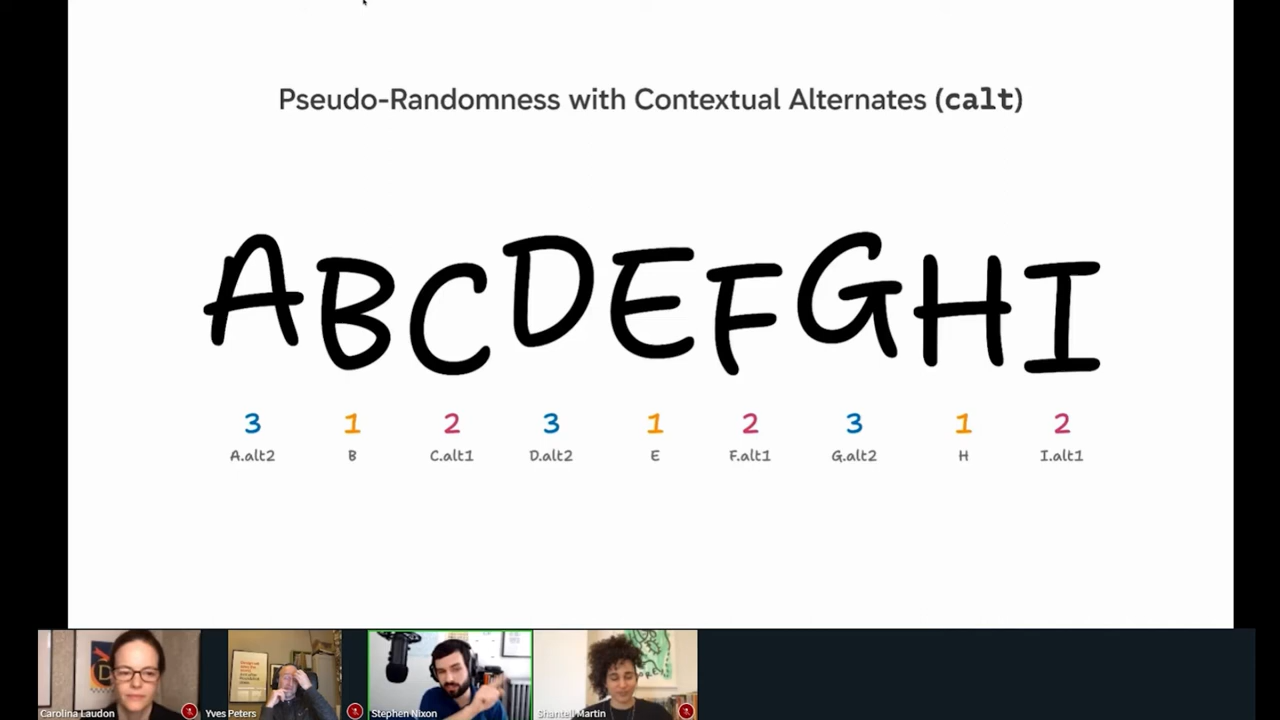 Pseudo-Randomness with Contextual Alternates (calt)
ABCDEFGHI
3 1 2 3 1 2 3 1 2
A.alt2 B C.alt1 D.alt2 E F.alt1 G.alt2 H I.alt1
Carolina Laudon Yves Peters Stephen Nixon Shantell Martin